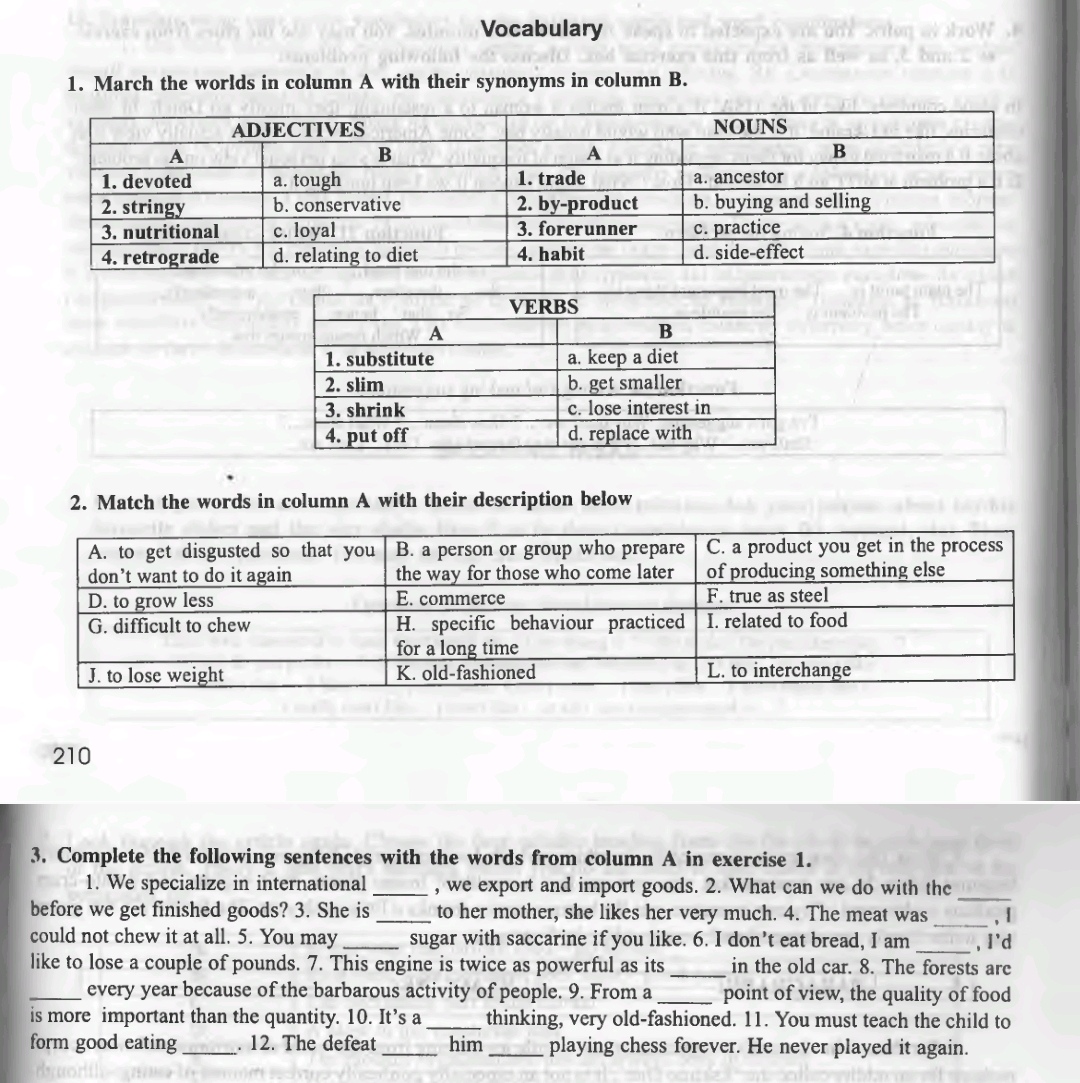 Vocabulary
1. March the worlds in column A with their synonyms in column B.
ADJECTIVES NOUNS
A B A B
1. devoted a. tough 1. trade a. ancestor
2. stringy b. conservative 2. by-product b. buying and selling
3. nutritional c. loyal 3. forerunner c. practice
4. retrograde d. relating to diet 4. habit d. side-effect
VERBS
A B
1. substitute a. keep a diet
2. slim b. get smaller
3. shrink c. lose interest in
4. put off d. replace with
2. Match the words in column A with their description below
A. to get disgusted so that you B. a person or group who prepare C. a product you get in the process
don't want to do it again the way for those who come later of producing something else
D. to grow less E. commerce F. true as steel
G. difficult to chew H. specific behaviour practiced I. related to food
for a long time
J. to lose weight K. old-fashioned L. to interchange
210
3. Complete the following sentences with the words from column A in exercise 1.
1. We specialize in international _____ , we export and import goods. 2. What can we do with the _____
before we get finished goods? 3. She is _____ to her mother, she likes her very much. 4. The meat was _____ , I
could not chew it at all. 5. You may _____ sugar with saccarine if you like. 6. I don't eat bread, I am _____ , I'd
like to lose a couple of pounds. 7. This engine is twice as powerful as its _____ in the old car. 8. The forests are
_____ every year because of the barbarous activity of people. 9. From a _____ point of view, the quality of food
is more important than the quantity. 10. It's a _____ thinking, very old-fashioned. 11. You must teach the child to
form good eating _____. 12. The defeat _____ him _____ playing chess forever. He never played it again.